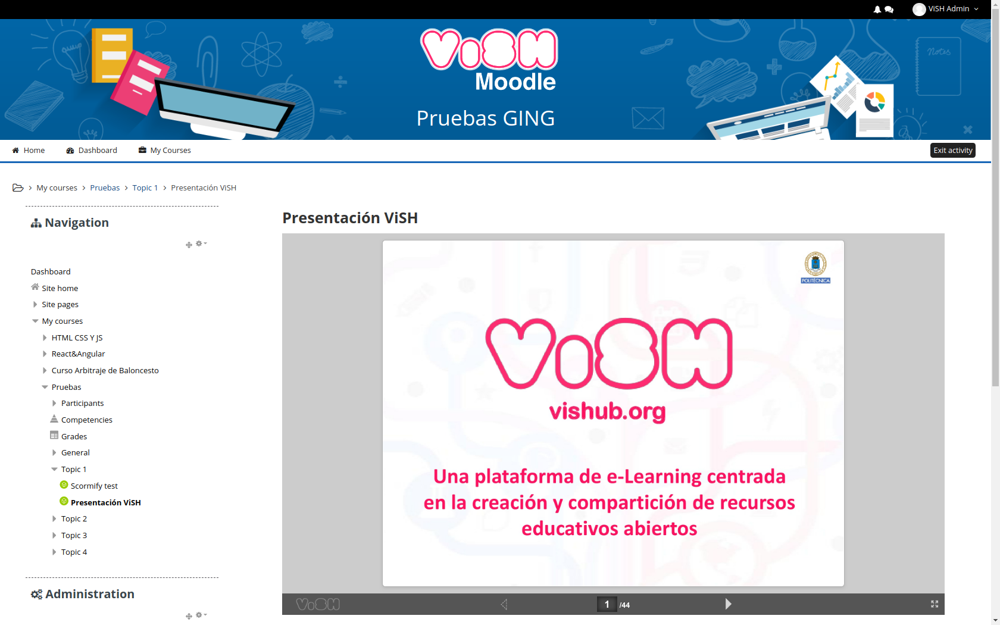 ViSH Admin
Notes
ViSH
Moodle
Pruebas GING
Home
Dashboard
My Courses
Exit activity
My courses
Pruebas
Topic 1
Presentación ViSH
Navigation
Presentación ViSH
Dashboard
Site home
Site pages
My courses
HTML CSS Y JS
React&Angular
Curso Arbitraje de Baloncesto
Pruebas
Participants
Competencies
Grades
General
Topic 1
Scormify test
Presentación ViSH
Topic 2
Topic 3
Topic 4
Administration
POLITÉCNICA
ViSH
vishub.org
Una plataforma de e-Learning centrada
en la creación y compartición de recursos
educativos abiertos
ViSH
1 /44